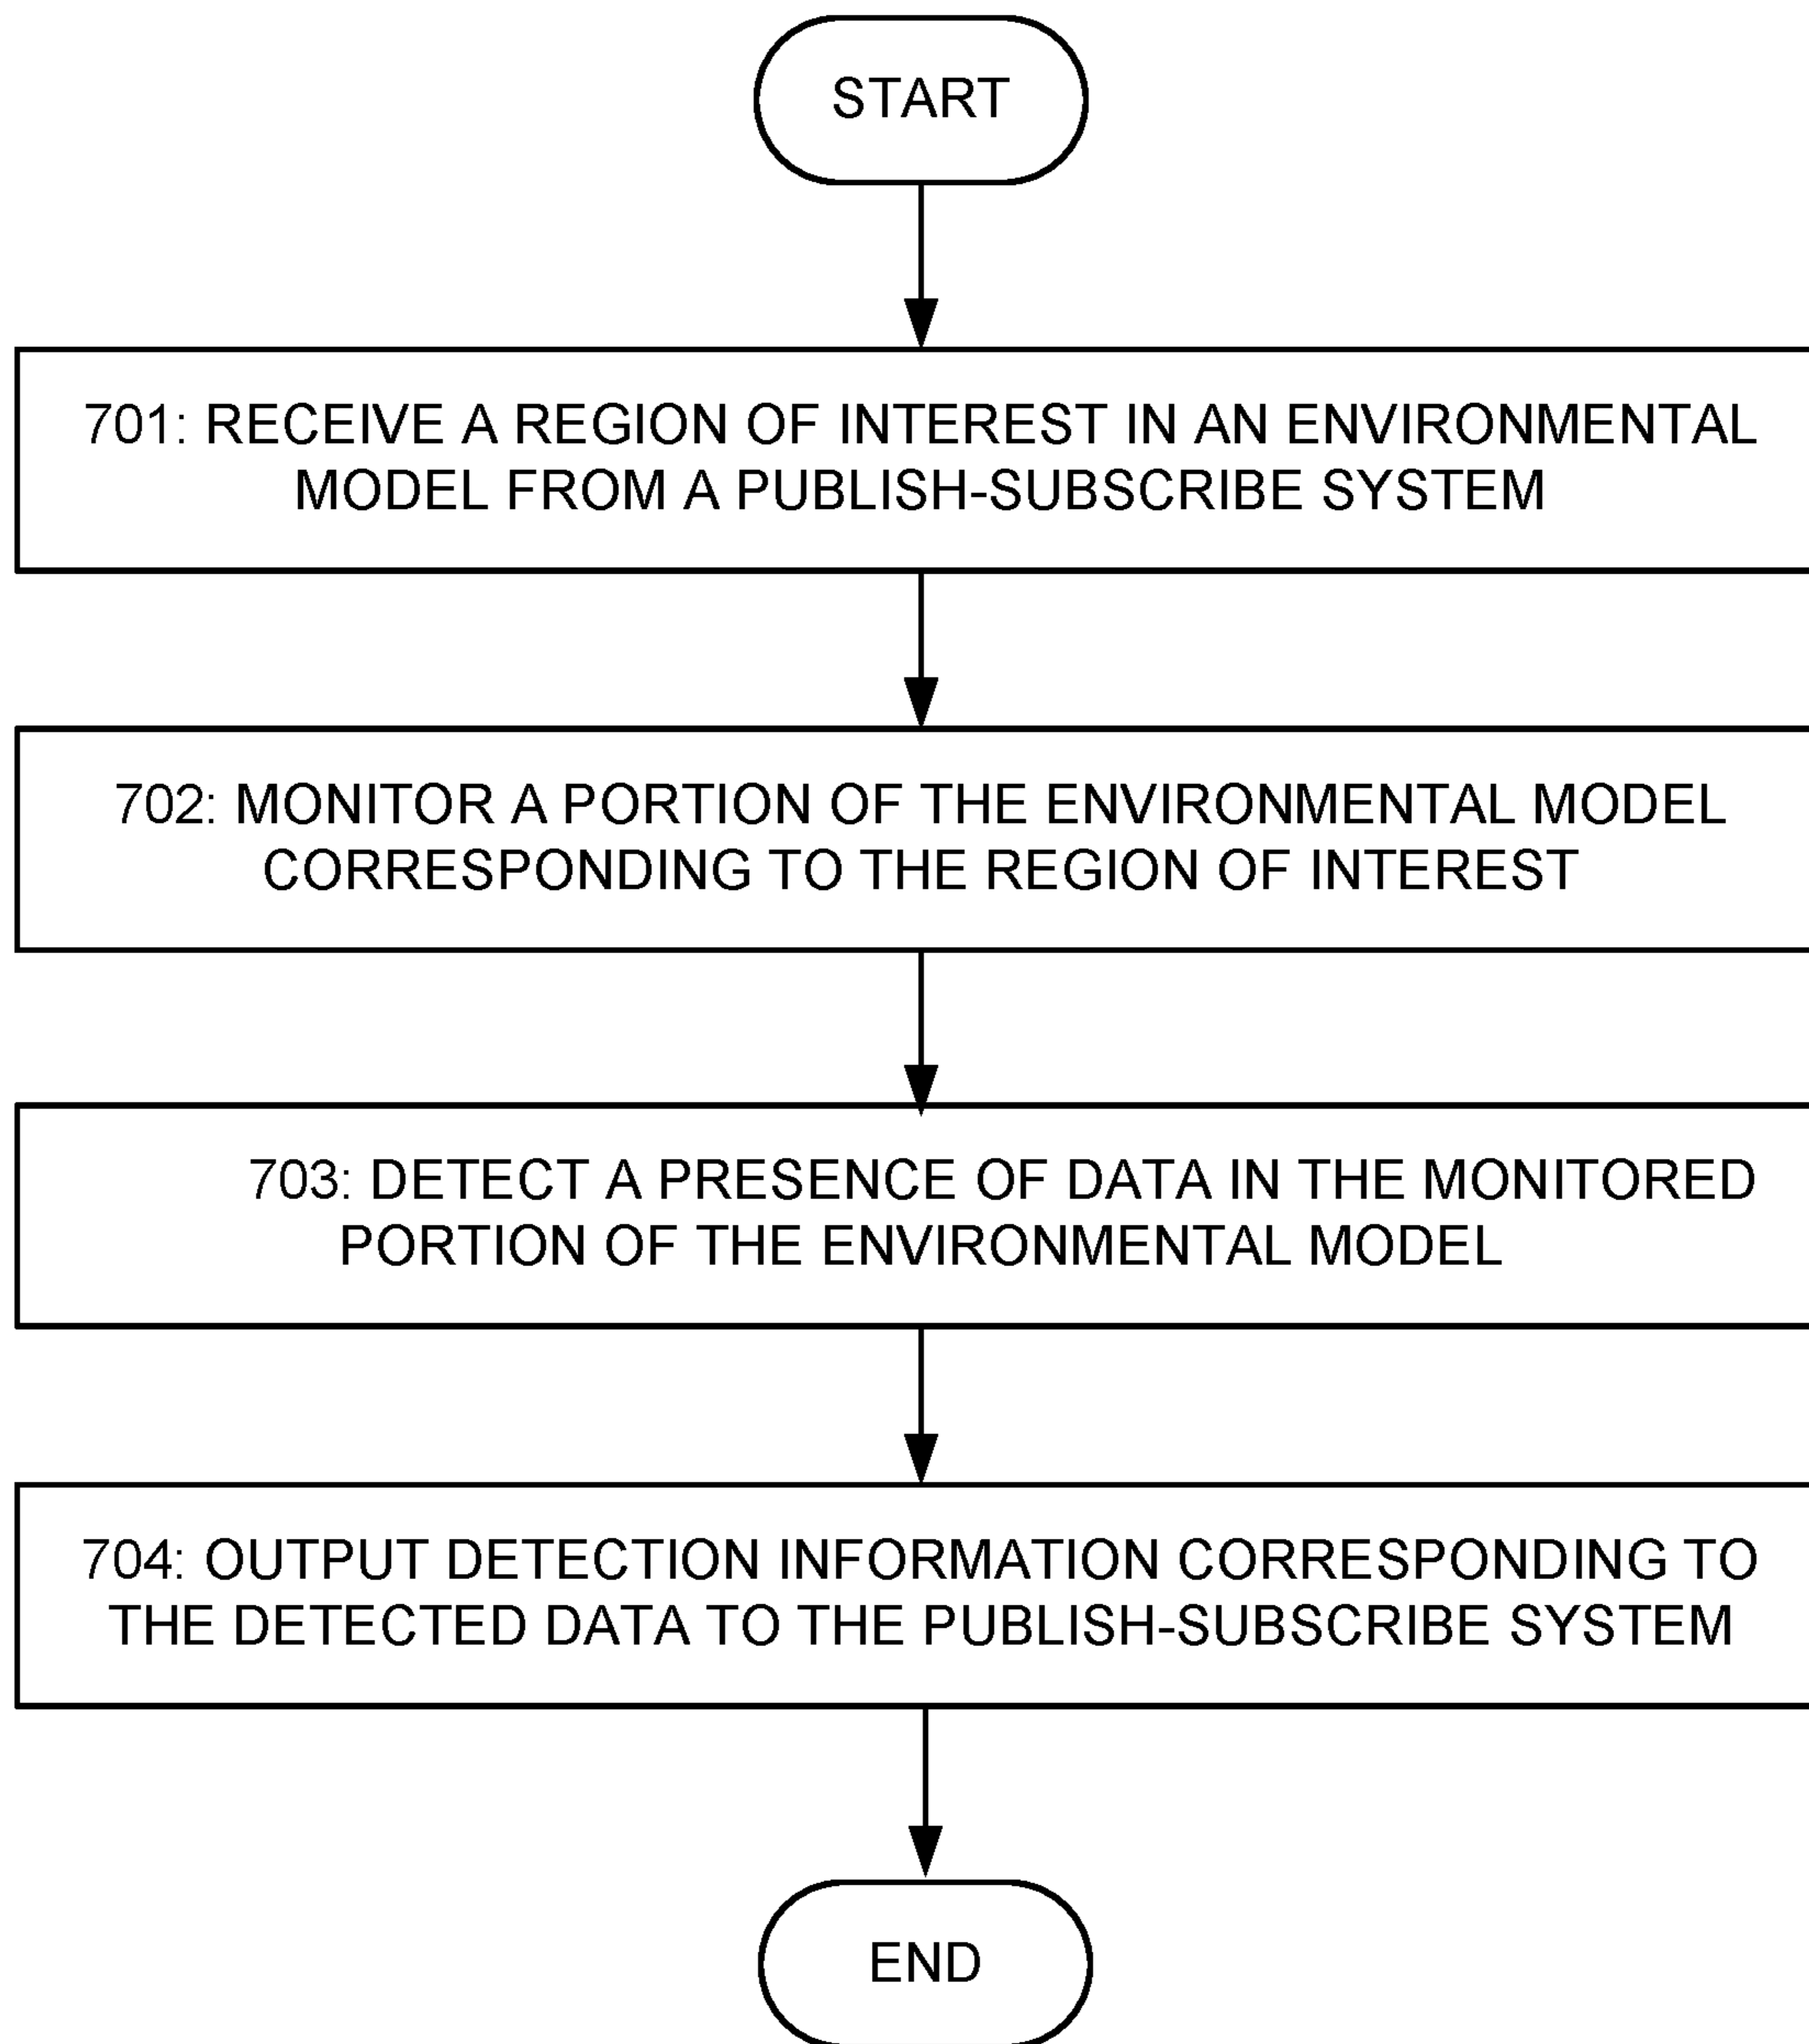 START
701: RECEIVE A REGION OF INTEREST IN AN ENVIRONMENTAL
MODEL FROM A PUBLISH-SUBSCRIBE SYSTEM
702: MONITOR A PORTION OF THE ENVIRONMENTAL MODEL
CORRESPONDING TO THE REGION OF INTEREST
703: DETECT A PRESENCE OF DATA IN THE MONITORED
PORTION OF THE ENVIRONMENTAL MODEL
704: OUTPUT DETECTION INFORMATION CORRESPONDING TO
THE DETECTED DATA TO THE PUBLISH-SUBSCRIBE SYSTEM
END